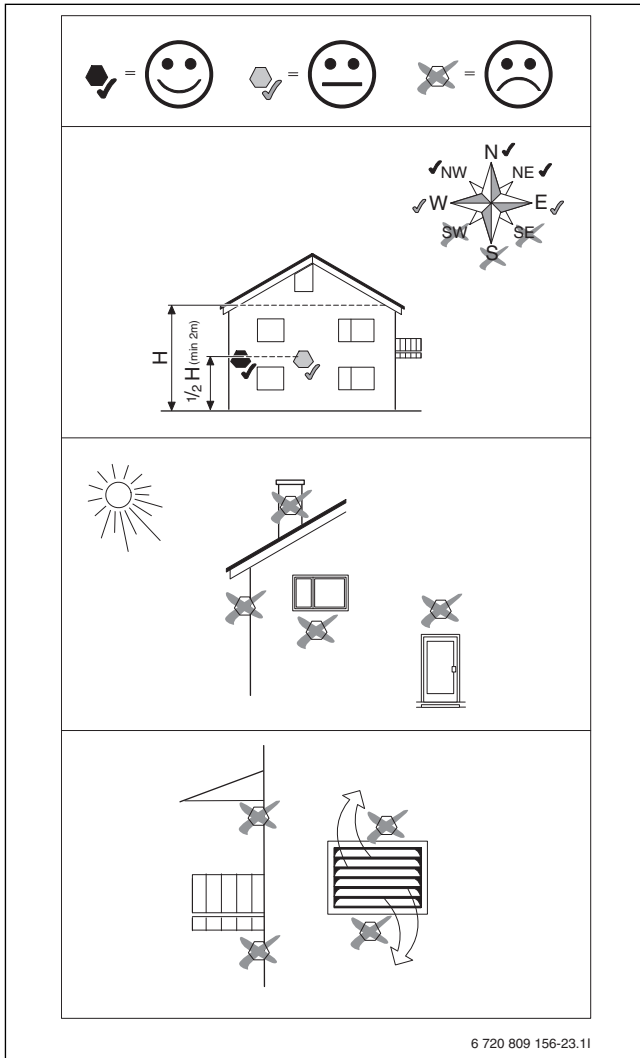 = = =
N
NW NE
W E
SW SE
S
H
1/2 H (min 2m)
6 720 809 156-23.1I